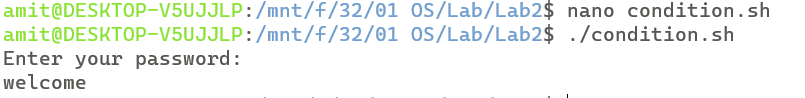 amit@DESKTOP-V5UJJLP:/mnt/f/32/01 OS/Lab/Lab2$ nano condition.sh
amit@DESKTOP-V5UJJLP:/mnt/f/32/01 OS/Lab/Lab2$ ./condition.sh
Enter your password:
welcome